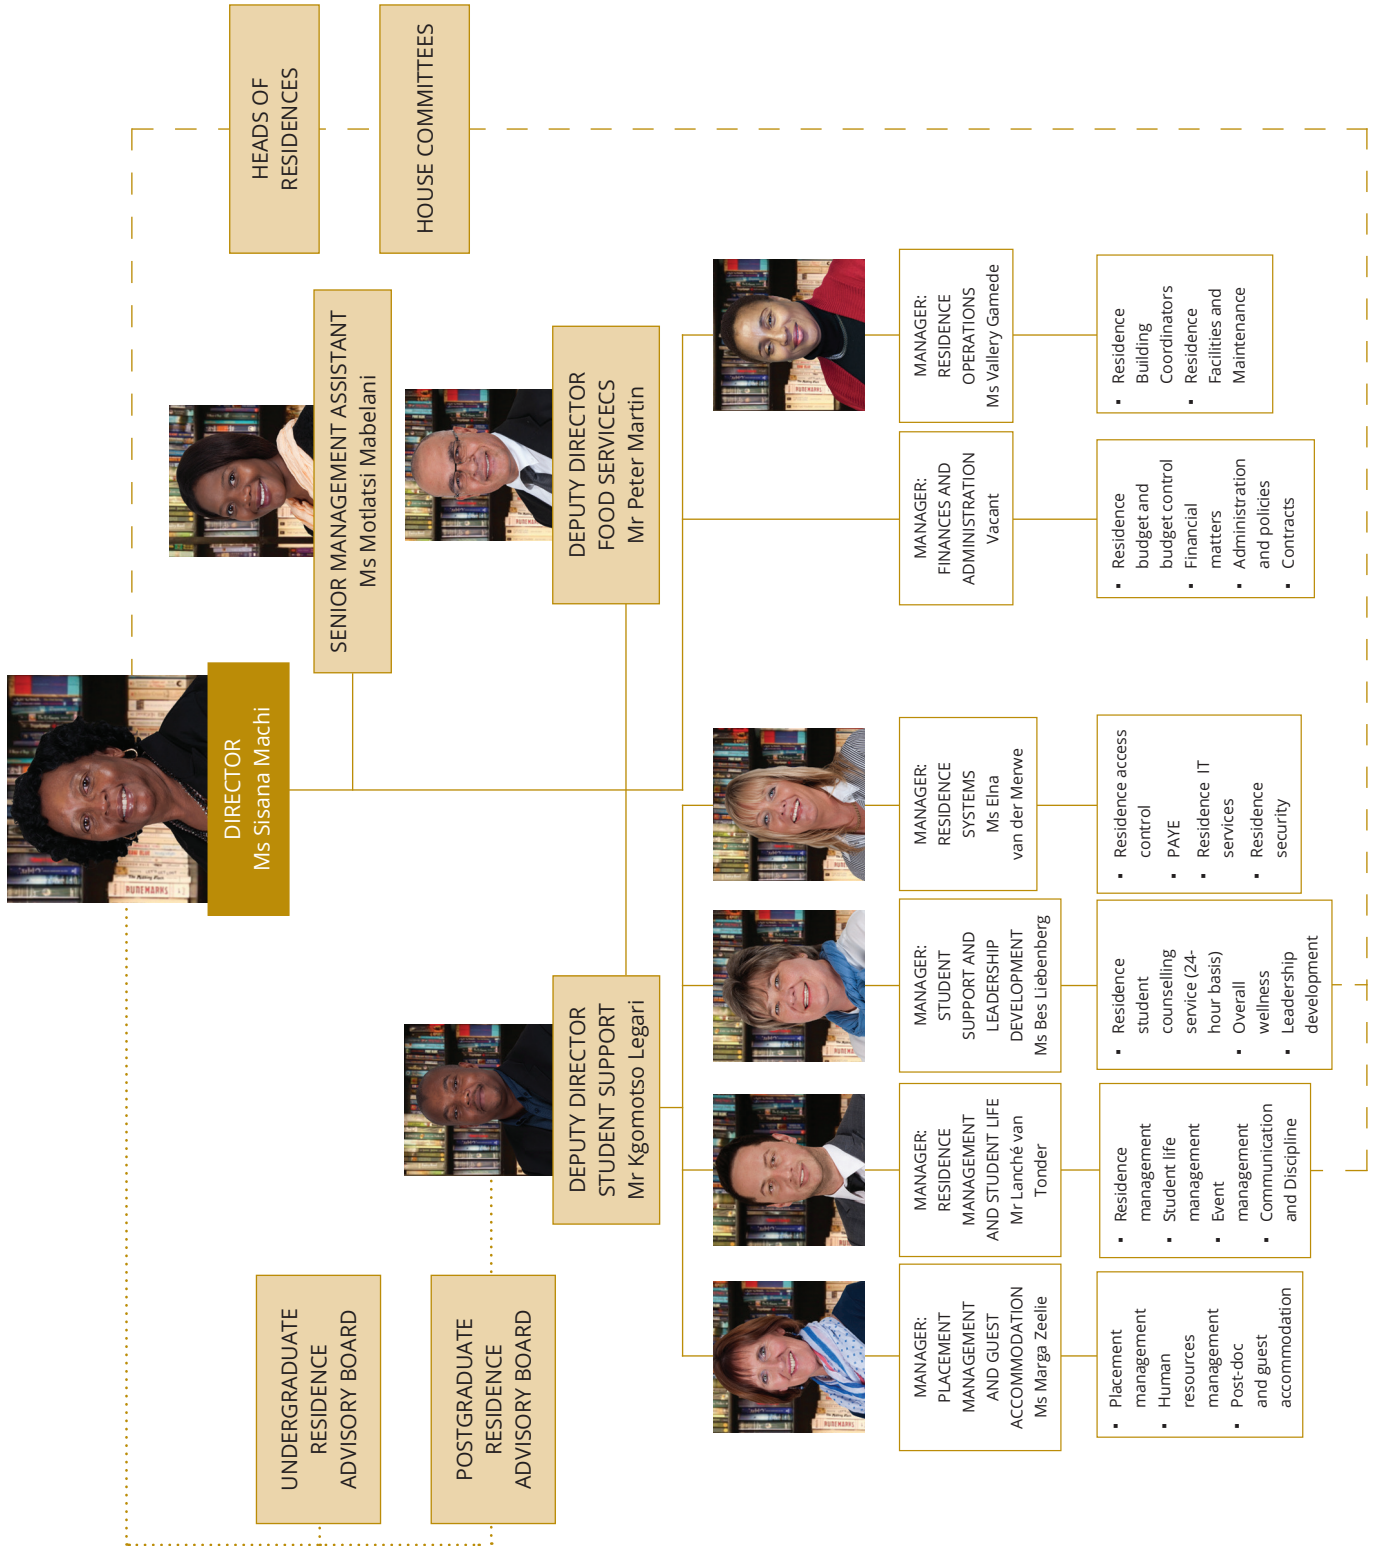 DIRECTOR
Ms Sisana Machi
HEADS OF
RESIDENCES
HOUSE COMMITTEES
SENIOR MANAGEMENT ASSISTANT
Ms Motlatsi Mabelani
UNDERGRADUATE
RESIDENCE
ADVISORY BOARD
POSTGRADUATE
RESIDENCE
ADVISORY BOARD
DEPUTY DIRECTOR
STUDENT SUPPORT
Mr Kgomotso Legari
DEPUTY DIRECTOR
FOOD SERVICECS
Mr Peter Martin
MANAGER:
PLACEMENT
MANAGEMENT
AND GUEST
ACCOMMODATION
Ms Marga Zeelie
MANAGER:
RESIDENCE
MANAGEMENT
AND STUDENT LIFE
Mr Lanché van
Tonder
MANAGER:
STUDENT
SUPPORT AND
LEADERSHIP
DEVELOPMENT
Ms Bes Liebenberg
MANAGER:
RESIDENCE
SYSTEMS
Ms Elna
van der Merwe
MANAGER:
FINANCES AND
ADMINISTRATION
Vacant
MANAGER:
RESIDENCE
OPERATIONS
Ms Vallery Gamede
▪ Placement
management
▪ Human
resources
management
▪ Post-doc
and guest
accommodation
▪ Residence
management
▪ Student life
management
▪ Event
management
▪ Communication
and Discipline
▪ Residence
student
counselling
service (24-
hour basis)
▪ Overall
wellness
▪ Leadership
development
▪ Residence access
control
▪ PAYE
▪ Residence IT
services
▪ Residence
security
▪ Residence
budget and
budget control
▪ Financial
matters
▪ Administration
and policies
▪ Contracts
▪ Residence
Building
Coordinators
▪ Residence
Facilities and
Maintenance